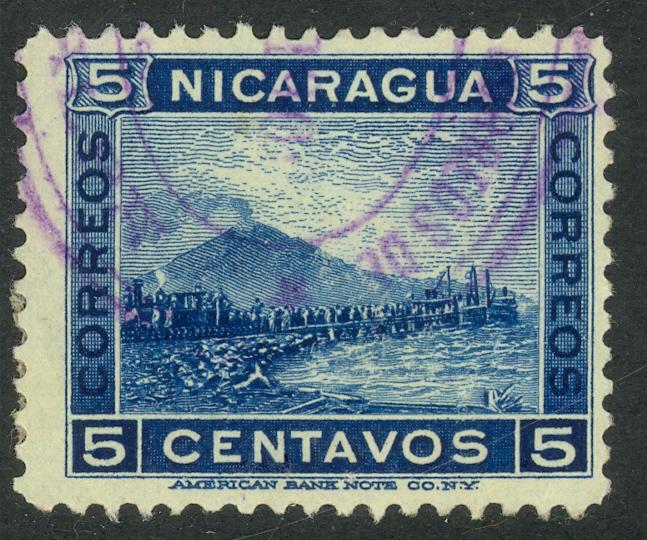 5 NICARAGUA 5
CORREOS
CORREOS
5 CENTAVOS 5
AMERICAN BANK NOTE CO. N.Y.